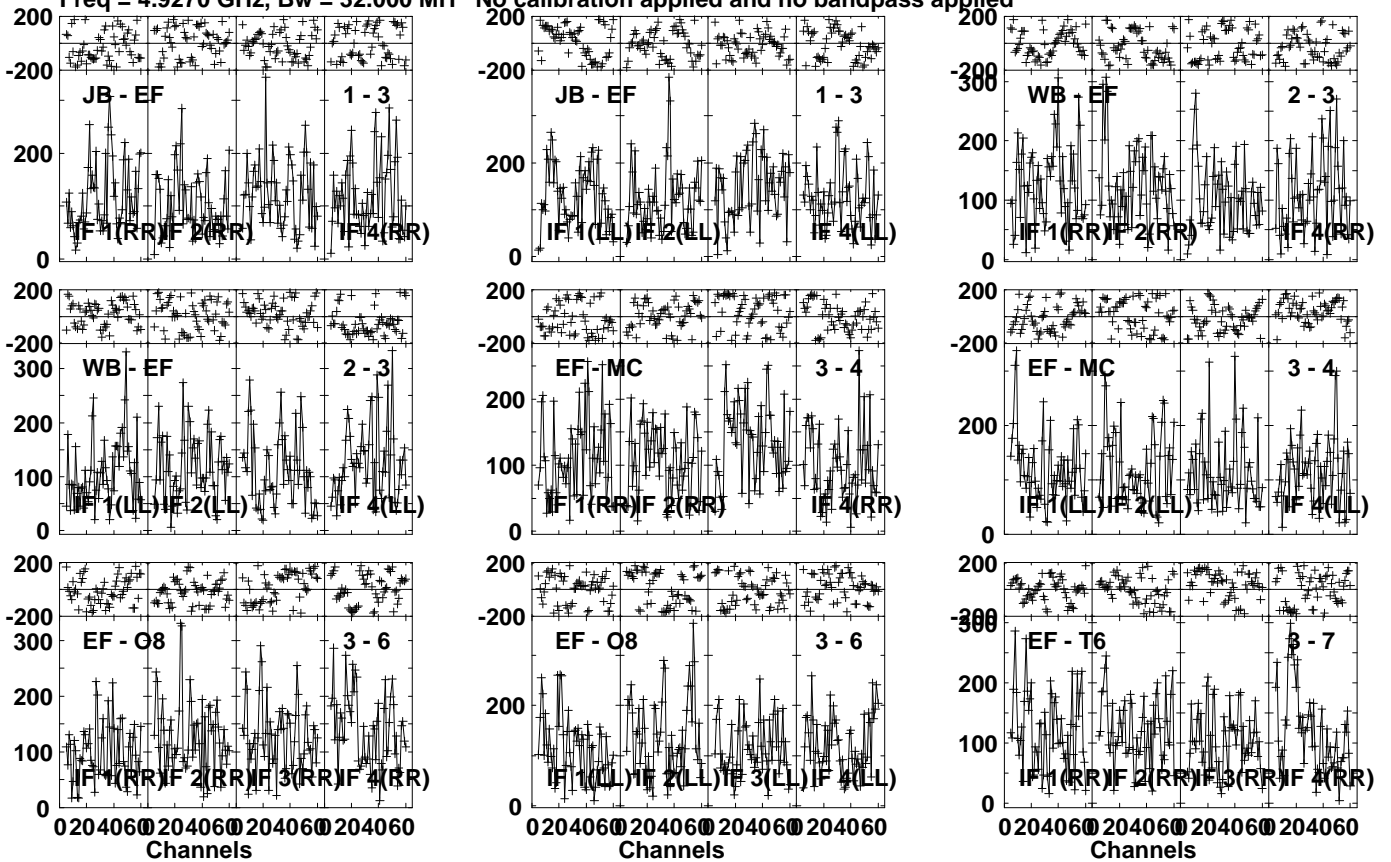 Freq = 4.9270 GHz, Bw = 32.000 MH No calibration applied and no bandpass applied
200
-200
JB - EF 1 - 3
200
0
IF 1(RR) IF 2(RR) IF 4(RR)
200
-200
JB - EF 1 - 3
200
0
IF 1(LL) IF 2(LL) IF 4(LL)
200
-200
300
WB - EF 2 - 3
200
100
0
IF 1(RR) IF 2(RR) IF 4(RR)
200
-200
300
WB - EF 2 - 3
200
100
0
IF 1(LL) IF 2(LL) IF 4(LL)
200
-200
EF - MC 3 - 4
200
100
0
IF 1(RR) IF 2(RR) IF 4(RR)
200
-200
EF - MC 3 - 4
200
0
IF 1(LL) IF 2(LL) IF 4(LL)
200
-200
300
EF - O8 3 - 6
200
100
0
IF 1(RR) IF 2(RR) IF 3(RR) IF 4(RR)
0 20 40 60 0 20 40 60 0 20 40 60 0 20 40 60
Channels
200
-200
EF - O8 3 - 6
200
0
IF 1(LL) IF 2(LL) IF 3(LL) IF 4(LL)
0 20 40 60 0 20 40 60 0 20 40 60 0 20 40 60
Channels
200
-200
300
EF - T6 3 - 7
200
100
0
IF 1(RR) IF 2(RR) IF 3(RR) IF 4(RR)
0 20 40 60 0 20 40 60 0 20 40 60 0 20 40 60
Channels